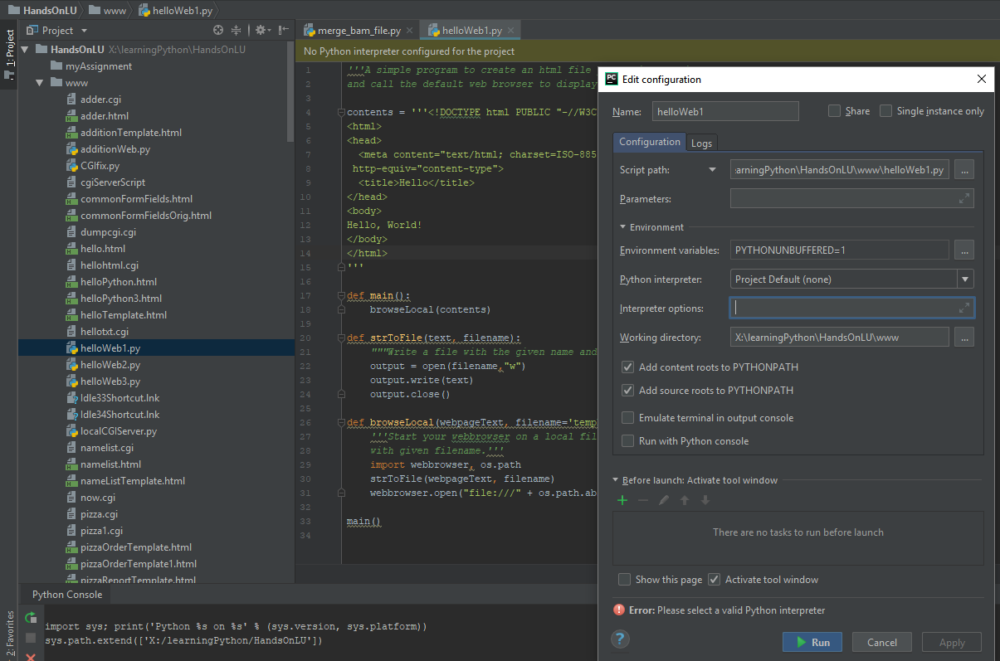 HandsOnLU
www
helloWeb1.py
1: Project
Project
merge_bam_file.py
helloWeb1.py
HandsOnLU X:\learningPython\HandsOnLU
myAssignment
www
adder.cgi
adder.html
additionTemplate.html
additionWeb.py
CGIfix.py
cgiServerScript
commonFormFields.html
commonFormFieldsOrig.html
dumpcgi.cgi
hello.html
hellohtml.cgi
helloPython.html
helloPython3.html
helloTemplate.html
hellotxt.cgi
helloWeb1.py
helloWeb2.py
helloWeb3.py
Idle33Shortcut.lnk
Idle34Shortcut.lnk
localCGIServer.py
namelist.cgi
namelist.html
nameListTemplate.html
now.cgi
pizza.cgi
pizza1.cgi
pizzaOrderTemplate.html
pizzaOrderTemplate1.html
pizzaReportTemplate.html
No Python interpreter configured for the project
1 '''A simple program to create an html file
2 and call the default web browser to display
3
4 contents = '''<!DOCTYPE html PUBLIC "-//W3C
5 <html>
6 <head>
7 <meta content="text/html; charset=ISO-885
8 http-equiv="content-type">
9 <title>Hello</title>
10 </head>
11 <body>
12 Hello, World!
13 </body>
14 </html>
15 '''
16
17 def main():
18 browseLocal(contents)
19
20 def strToFile(text, filename):
21 """Write a file with the given name and
22 output = open(filename,"w")
23 output.write(text)
24 output.close()
25
26 def browseLocal(webpageText, filename='temp
27 '''Start your webbrowser on a local fil
28 with given filename.'''
29 import webbrowser, os.path
30 strToFile(webpageText, filename)
31 webbrowser.open("file:///" + os.path.ab
32
33 main()
34
PC Edit configuration
Name: helloWeb1
Share
Single instance only
Configuration
Logs
Script path: earningPython\HandsOnLU\www\helloWeb1.py ...
Parameters:
Environment
Environment variables: PYTHONUNBUFFERED=1 ...
Python interpreter: Project Default (none)
Interpreter options:
Working directory: X:\learningPython\HandsOnLU\www ...
Add content roots to PYTHONPATH
Add source roots to PYTHONPATH
Emulate terminal in output console
Run with Python console
Before launch: Activate tool window
There are no tasks to run before launch
Show this page
Activate tool window
Error: Please select a valid Python interpreter
? Run Cancel Apply
2: Favorites
Python Console
import sys; print('Python %s on %s' % (sys.version, sys.platform))
sys.path.extend(['X:/learningPython/HandsOnLU'])